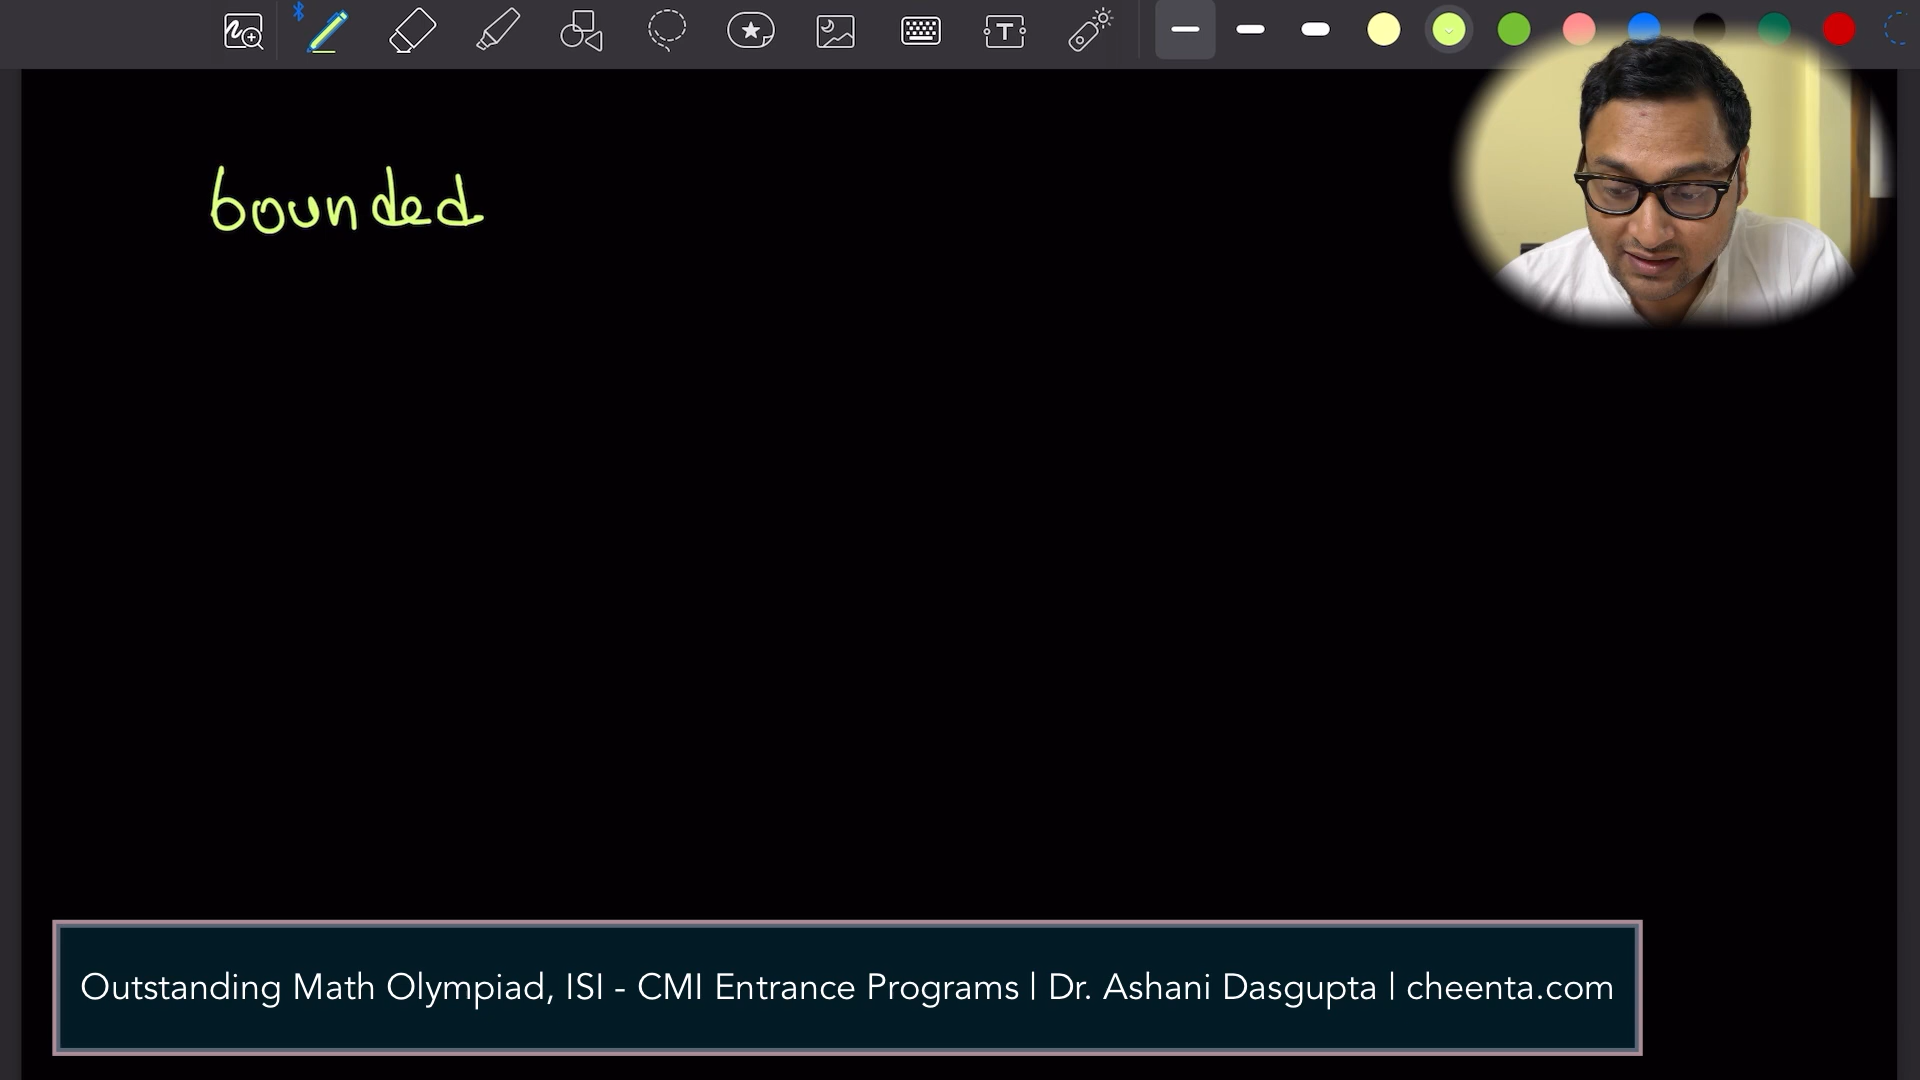 bounded
Outstanding Math Olympiad, ISI - CMI Entrance Programs | Dr. Ashani Dasgupta | cheenta.com